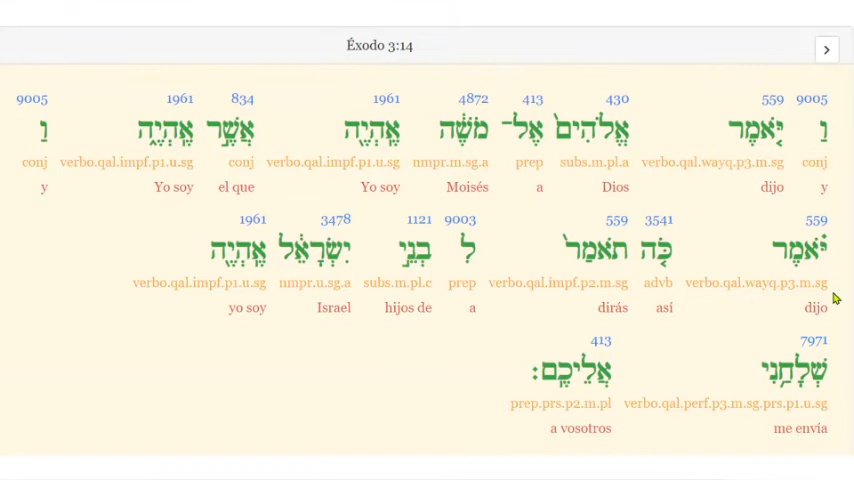 Éxodo 3:14
9005 559 430 413 4872 1961 834 1961 9005
וַ יֹּ֤אמֶר אֱלֹהִים֙ אֶל־ מֹשֶׁ֔ה אֶֽהְיֶ֖ה אֲשֶׁ֣ר אֶֽהְיֶ֑ה וַ
conj verbo.qal.wayq.p3.m.sg subs.m.pl.a prep nmpr.m.sg.a verbo.qal.impf.p1.u.sg conj verbo.qal.impf.p1.u.sg conj
y dijo Dios a Moisés Yo soy el que Yo soy y
559 3541 559 9003 1121 3478 1961
יֹּ֗אמֶר כֹּ֤ה תֹאמַר֙ לִ בְנֵ֣י יִשְׂרָאֵ֔ל אֶֽהְיֶ֖ה
verbo.qal.wayq.p3.m.sg advb verbo.qal.impf.p2.m.sg prep subs.m.pl.c nmpr.u.sg.a verbo.qal.impf.p1.u.sg
dijo así dirás a hijos de Israel yo soy
7971 413
שְׁלָחַ֥נִי אֲלֵיכֶֽם׃
verbo.qal.perf.p3.m.sg.prs.p1.u.sg prep.prs.p2.m.pl
me envía a vosotros